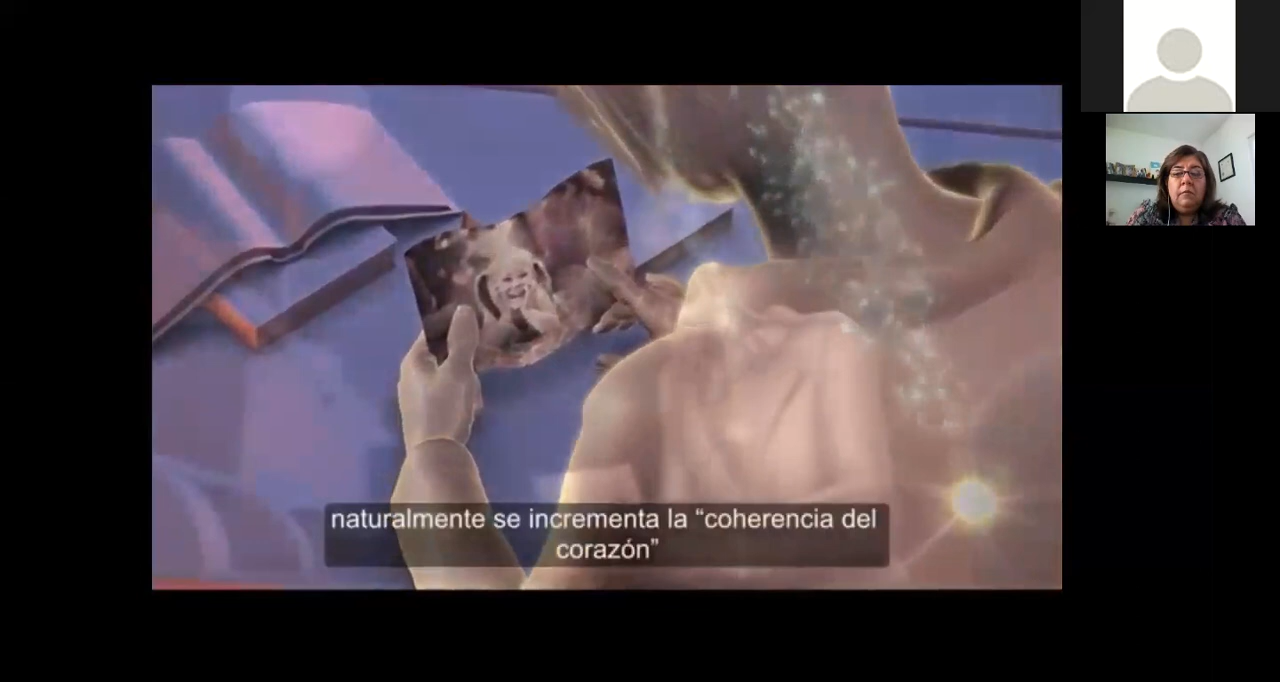 naturalmente se incrementa la “coherencia del
corazón”